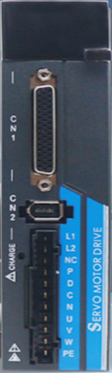 CN1
CN2
CHARGE
L1
L2
NC
P
D
C
N
U
V
W
PE
SERVO MOTOR DRIVE